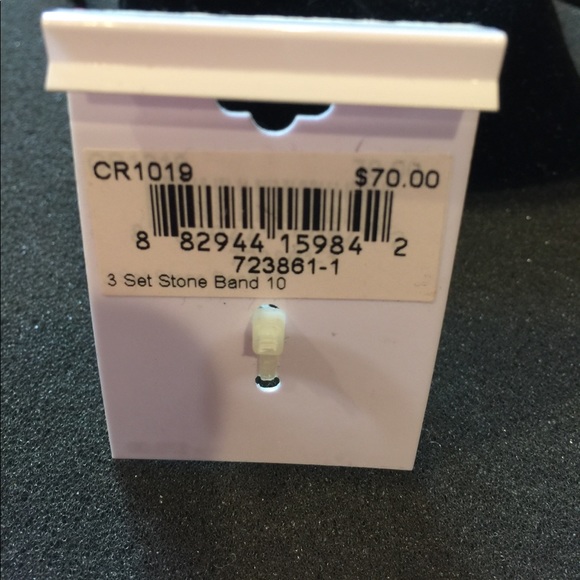 CR1019 $70.00
8 82944 15984 2
723861-1
3 Set Stone Band 10